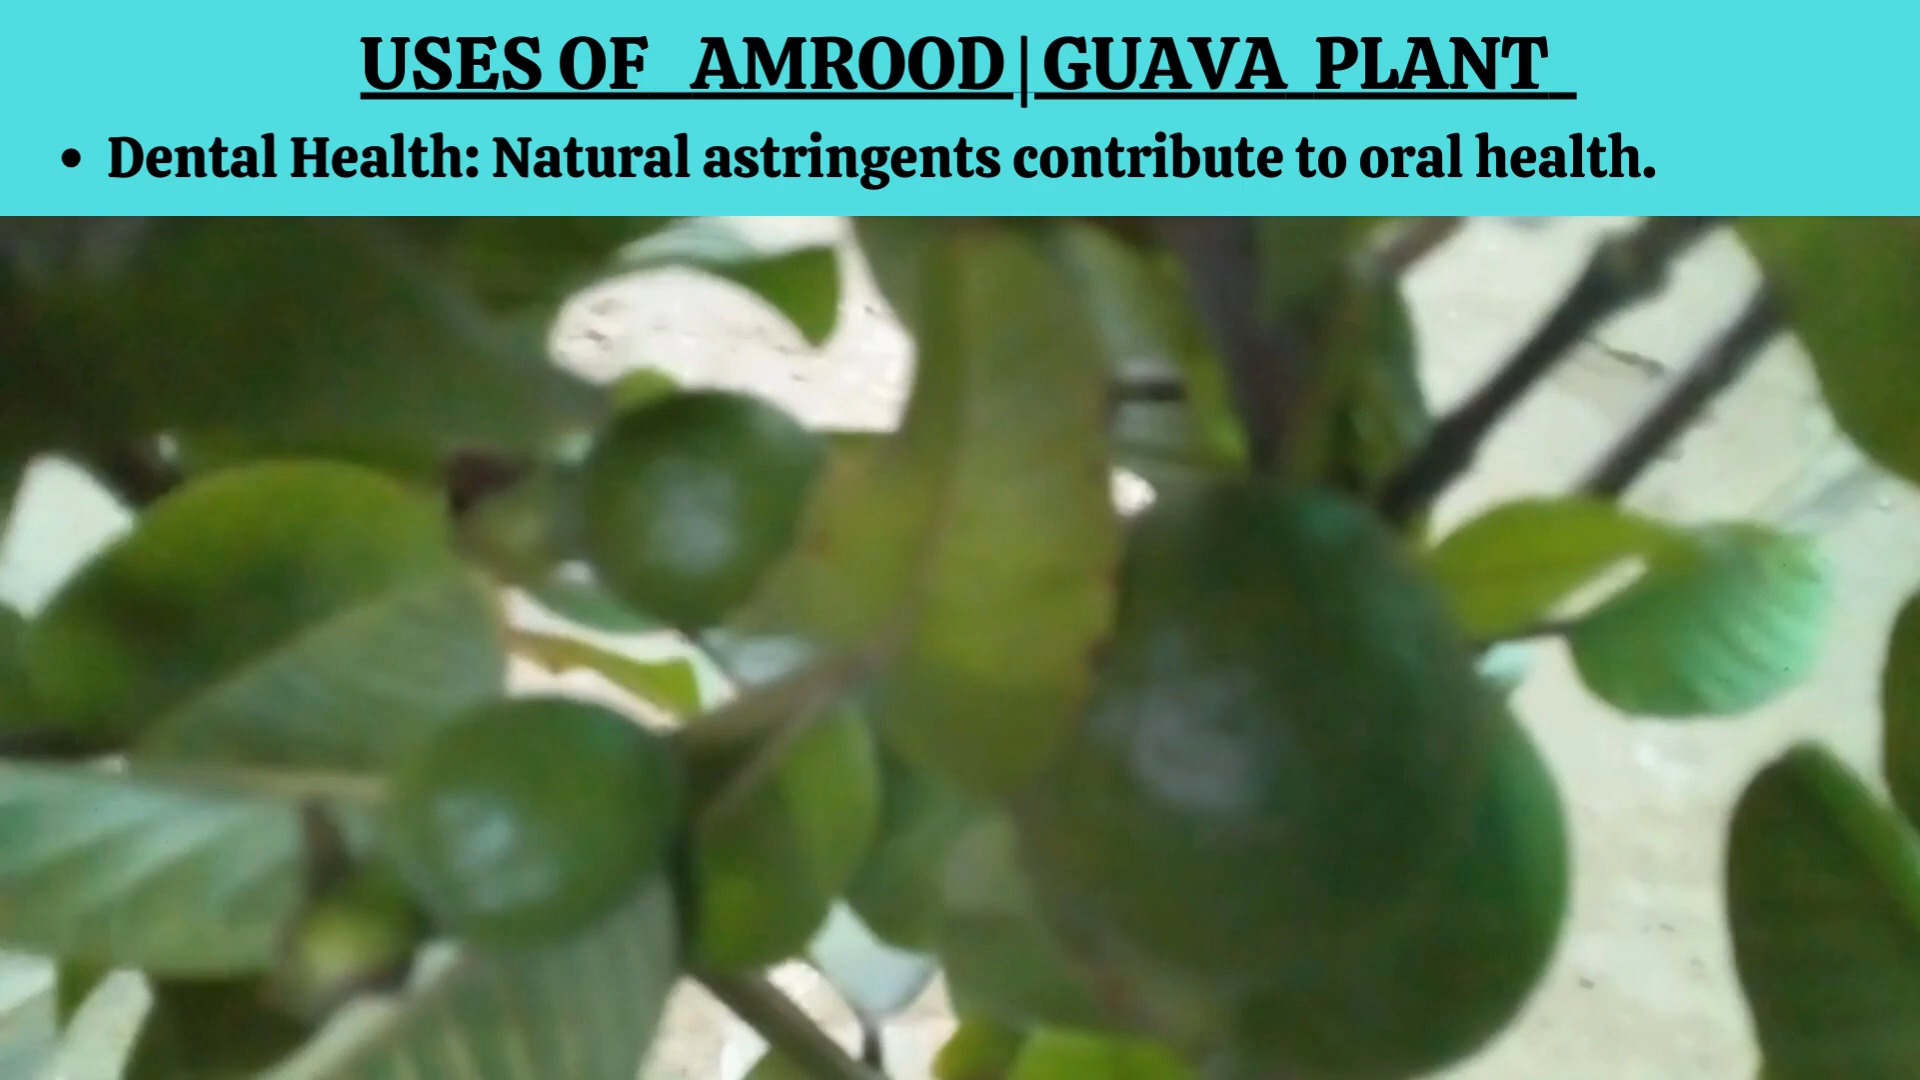 USES OF AMROOD|GUAVA PLANT
• Dental Health: Natural astringents contribute to oral health.